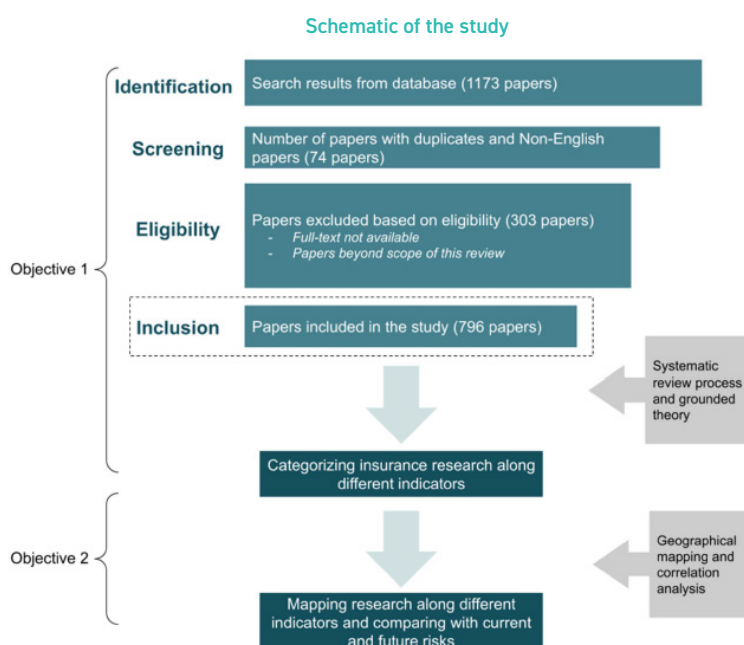 Schematic of the study
Identification
Search results from database (1173 papers)
Screening
Number of papers with duplicates and Non-English
papers (74 papers)
Eligibility
Papers excluded based on eligibility (303 papers)
- Full-text not available
- Papers beyond scope of this review
Objective 1
Inclusion
Papers included in the study (796 papers)
Systematic
review process
and grounded
theory
Categorizing insurance research along
different indicators
Objective 2
Geographical
mapping and
correlation
analysis
Mapping research along different
indicators and comparing with current
and future risks